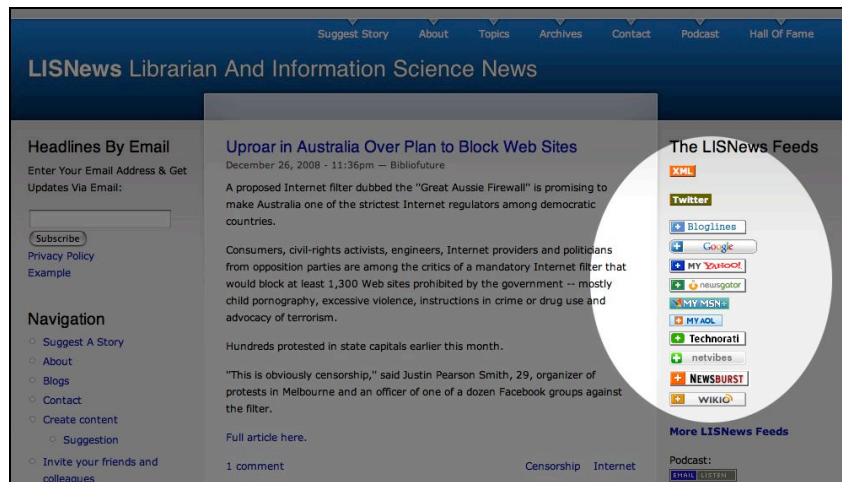 Suggest Story About Topics Archives Contact Podcast Hall Of Fame
LISNews Librarian And Information Science News
Headlines By Email
Enter Your Email Address & Get
Updates Via Email:
Subscribe
Privacy Policy
Example
Navigation
Suggest A Story
About
Blogs
Contact
Create content
Suggestion
Invite your friends and
colleagues
Uproar in Australia Over Plan to Block Web Sites
December 26, 2008 - 11:36pm — Bibliofuture
A proposed Internet filter dubbed the "Great Aussie Firewall" is promising to
make Australia one of the strictest Internet regulators among democratic
countries.
Consumers, civil-rights activists, engineers, Internet providers and politicians
from opposition parties are among the critics of a mandatory Internet filter that
would block at least 1,300 Web sites prohibited by the government -- mostly
child pornography, excessive violence, instructions in crime or drug use and
advocacy of terrorism.
Hundreds protested in state capitals earlier this month.
"This is obviously censorship," said Justin Pearson Smith, 29, organizer of
protests in Melbourne and an officer of one of a dozen Facebook groups against
the filter.
Full article here.
1 comment Censorship Internet
The LISNews Feeds
XML
Twitter
Bloglines
Google
MY YAHOO!
newsgator
MY MSN+
MY AOL
Technorati
netvibes
NEWSBURST
WIKIO
More LISNews Feeds
Podcast:
EMAIL LISTEN